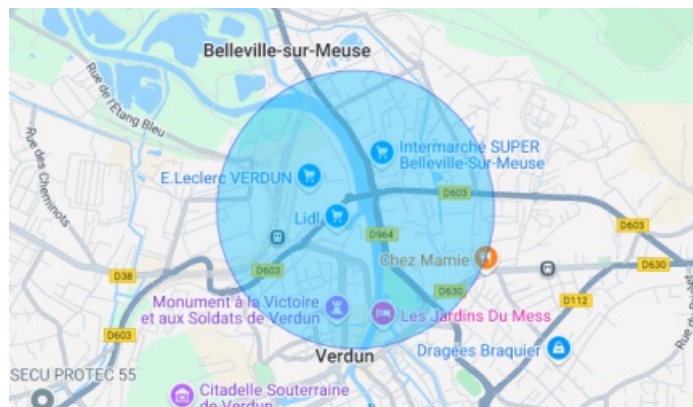 Belleville-sur-Meuse
Rue de l'Étang Bleu
Rue des Cheminots
Intermarché SUPER
Belleville-Sur-Meuse
E.Leclerc VERDUN
D603
Lidl
D964
D603
Chez Mamie
D38
D603
D630
D630
Monument à la Victoire
et aux Soldats de Verdun
Les Jardins Du Mess
D112
D603
Verdun
Dragées Braquier
SECU PROTEC 55
Citadelle Souterraine
de Verdun